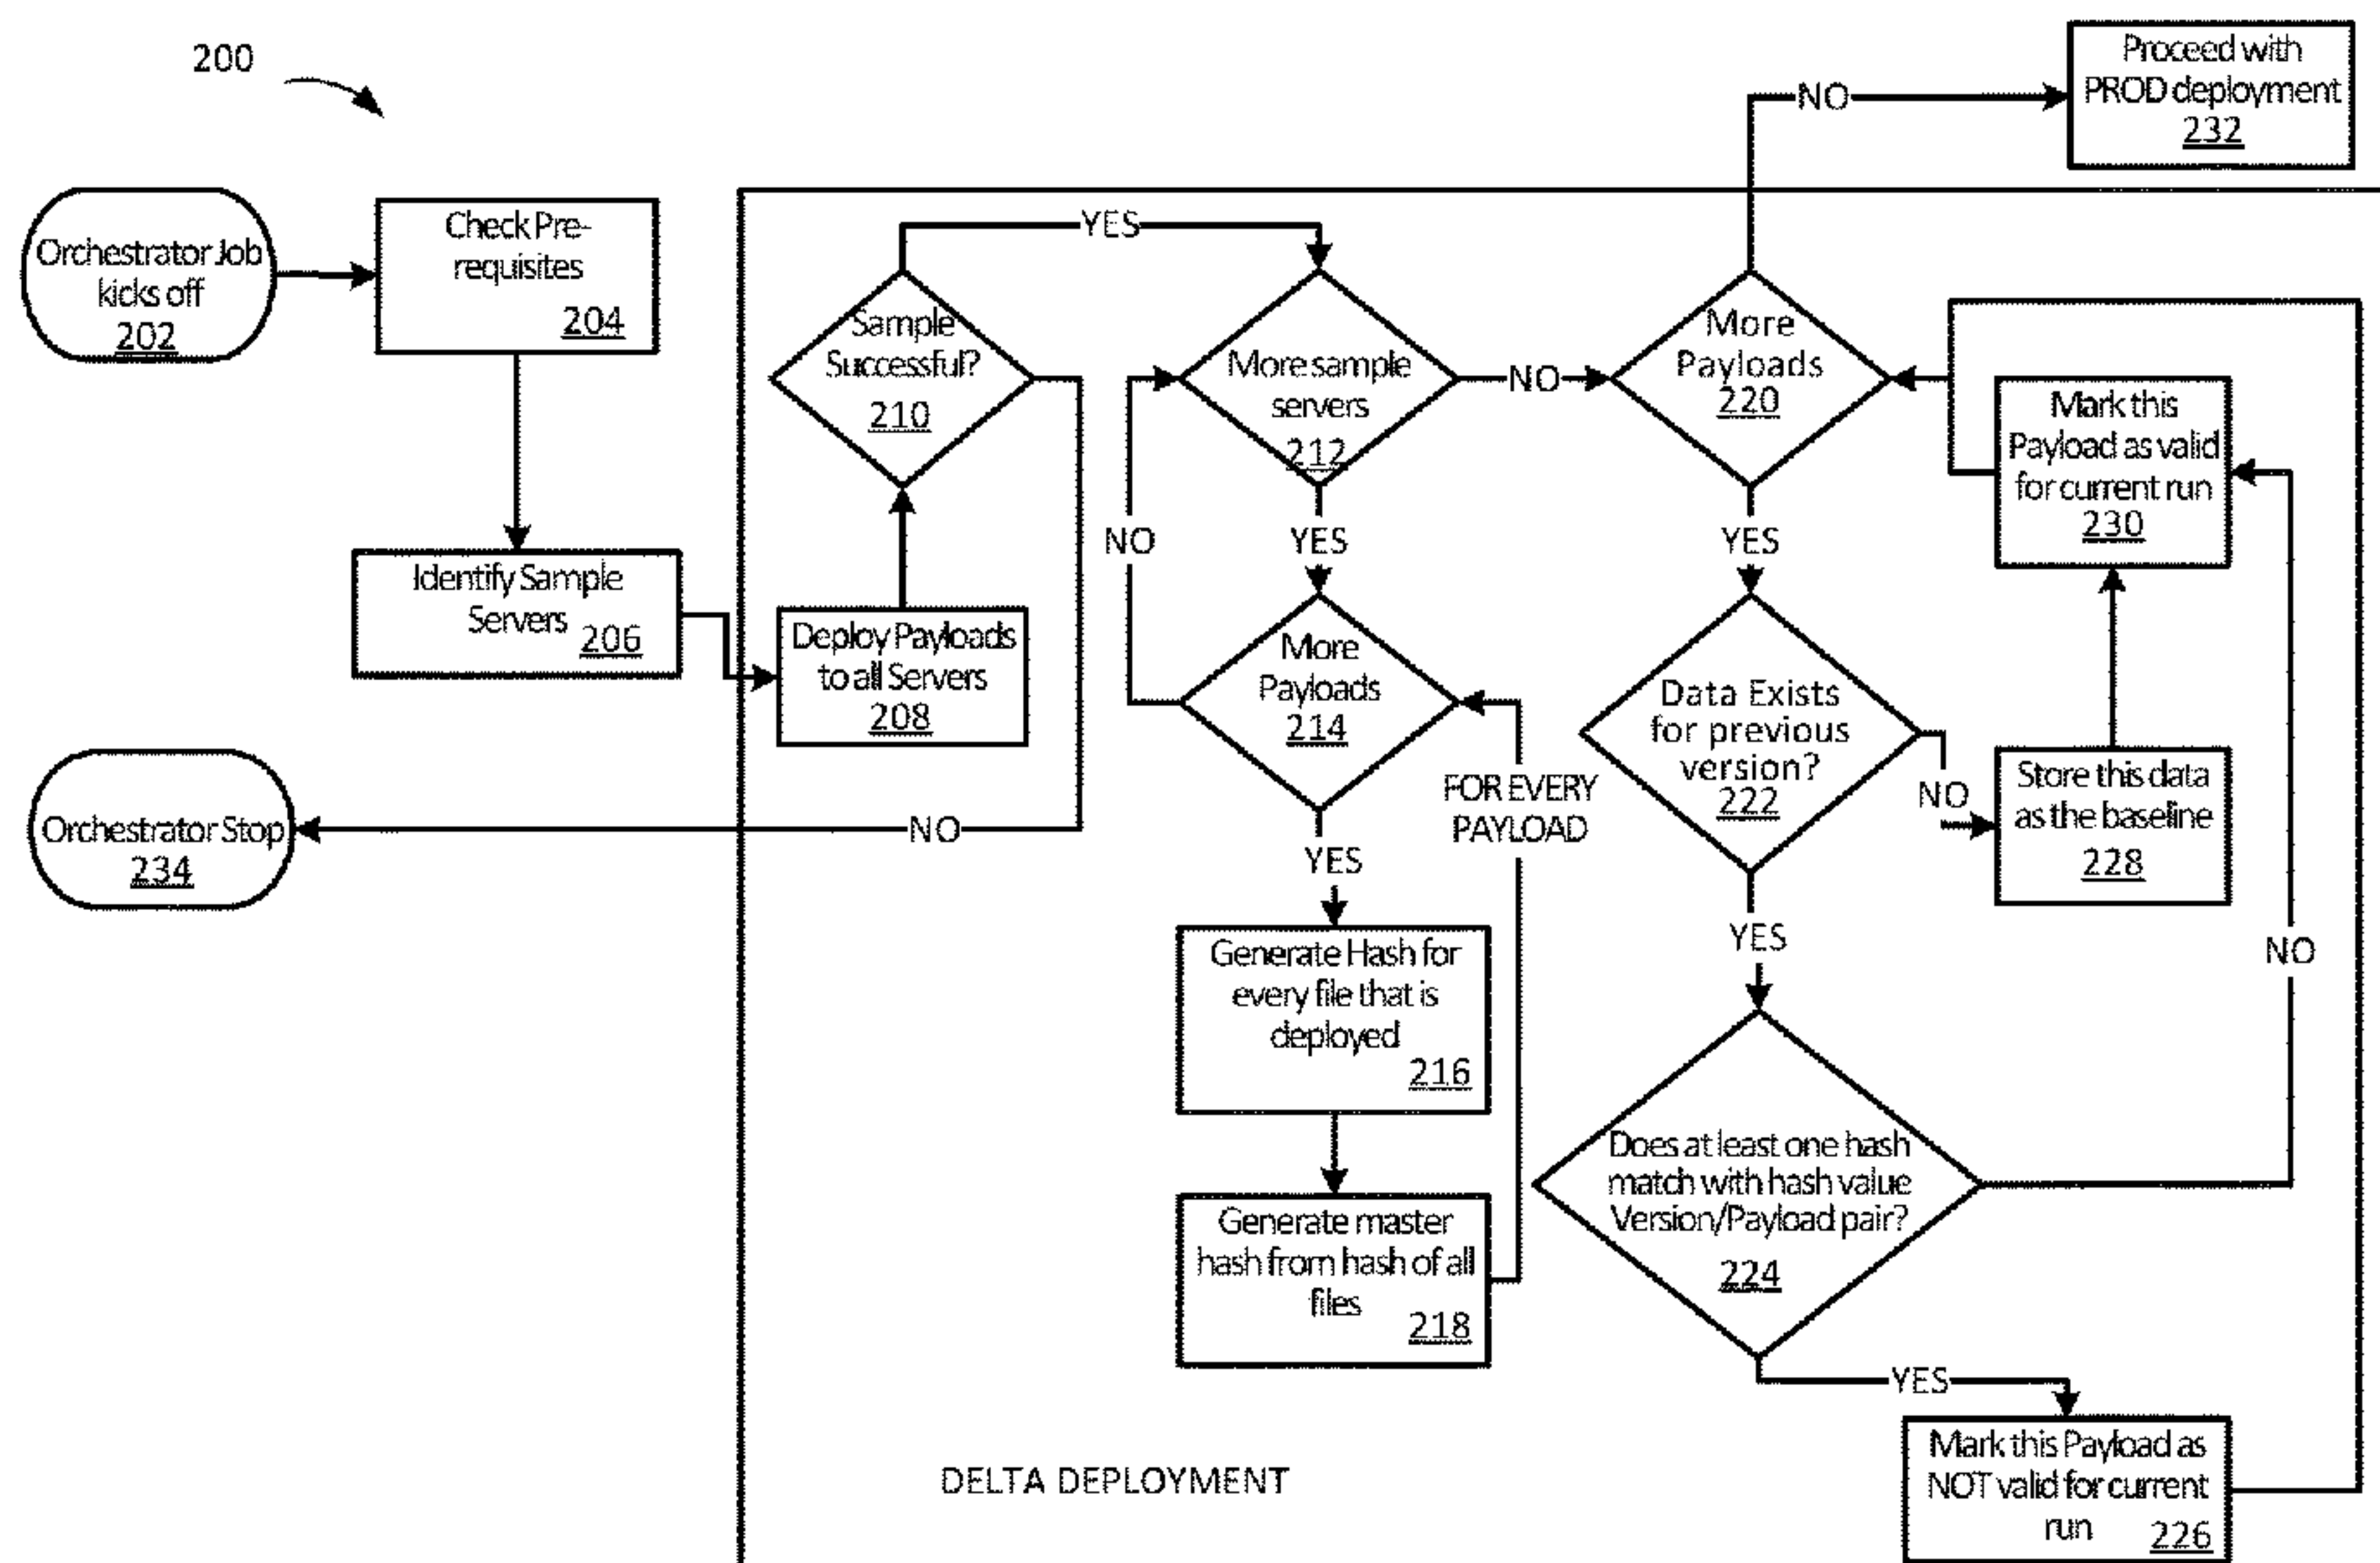 200
Proceed with
PROD deployment
232
NO
Orchestrator Job
kicks off
202
Check Pre-
requisites
204
YES
Sample
Successful?
210
More sample
servers
212
NO
More
Payloads
220
Mark this
Payload as valid
for current run
230
Identify Sample
Servers
206
Deploy Payloads
to all Servers
208
NO
YES
YES
More
Payloads
214
Data Exists
for previous
version?
222
NO
Store this data
as the baseline
228
FOR EVERY
PAYLOAD
Orchestrator Stop
234
NO
YES
YES
NO
Generate Hash for
every file that is
deployed
216
Does at least one hash
match with hash value
Version/Payload pair?
224
Generate master
hash from hash of all
files
218
YES
Mark this Payload as
NOT valid for current
run
226
DELTA DEPLOYMENT